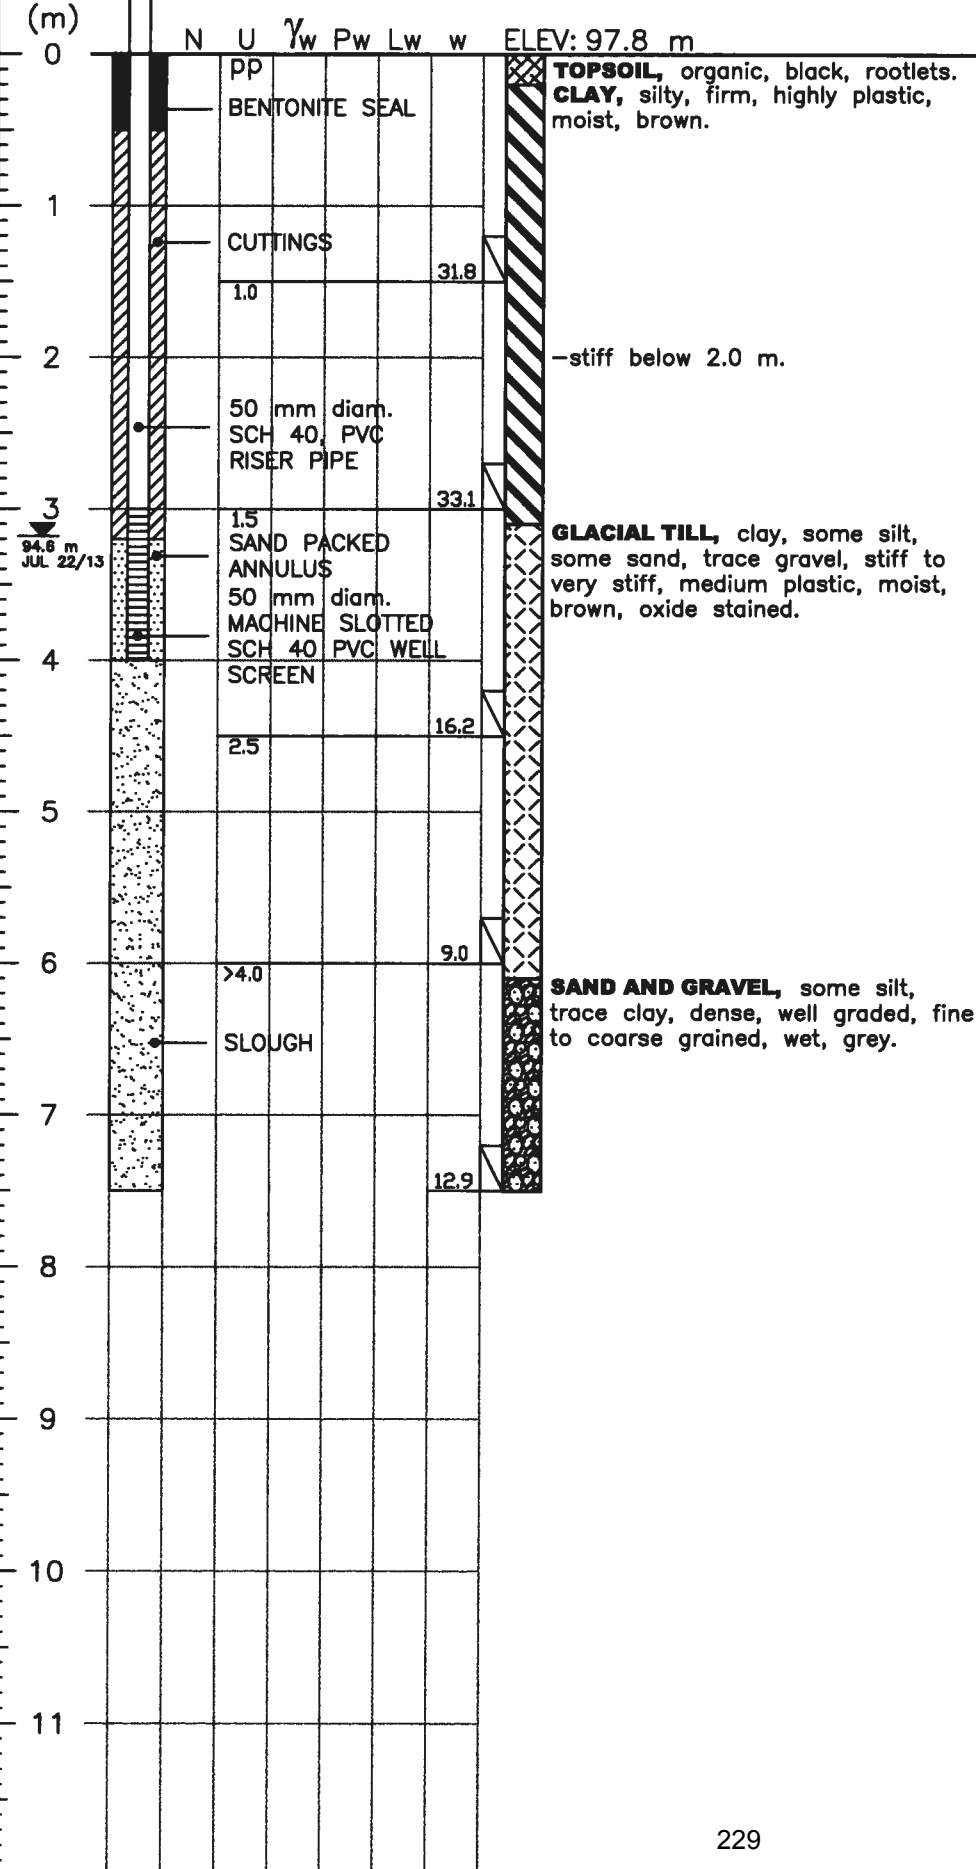 (m)
N U γw Pw Lw w ELEV: 97.8 m
0
PP
TOPSOIL, organic, black, rootlets.
CLAY, silty, firm, highly plastic,
moist, brown.
BENTONITE SEAL
1
CUTTINGS
31.8
1.0
2
-stiff below 2.0 m.
50 mm diam.
SCH 40, PVC
RISER PIPE
3
33.1
1.5
94.6 m
JUL 22/13
SAND PACKED
ANNULUS
GLACIAL TILL, clay, some silt,
some sand, trace gravel, stiff to
very stiff, medium plastic, moist,
brown, oxide stained.
50 mm diam.
MACHINE SLOTTED
SCH 40 PVC WELL
SCREEN
4
16.2
2.5
5
9.0
6
>4.0
SAND AND GRAVEL, some silt,
trace clay, dense, well graded, fine
to coarse grained, wet, grey.
SLOUGH
7
12.9
8
9
10
11
229